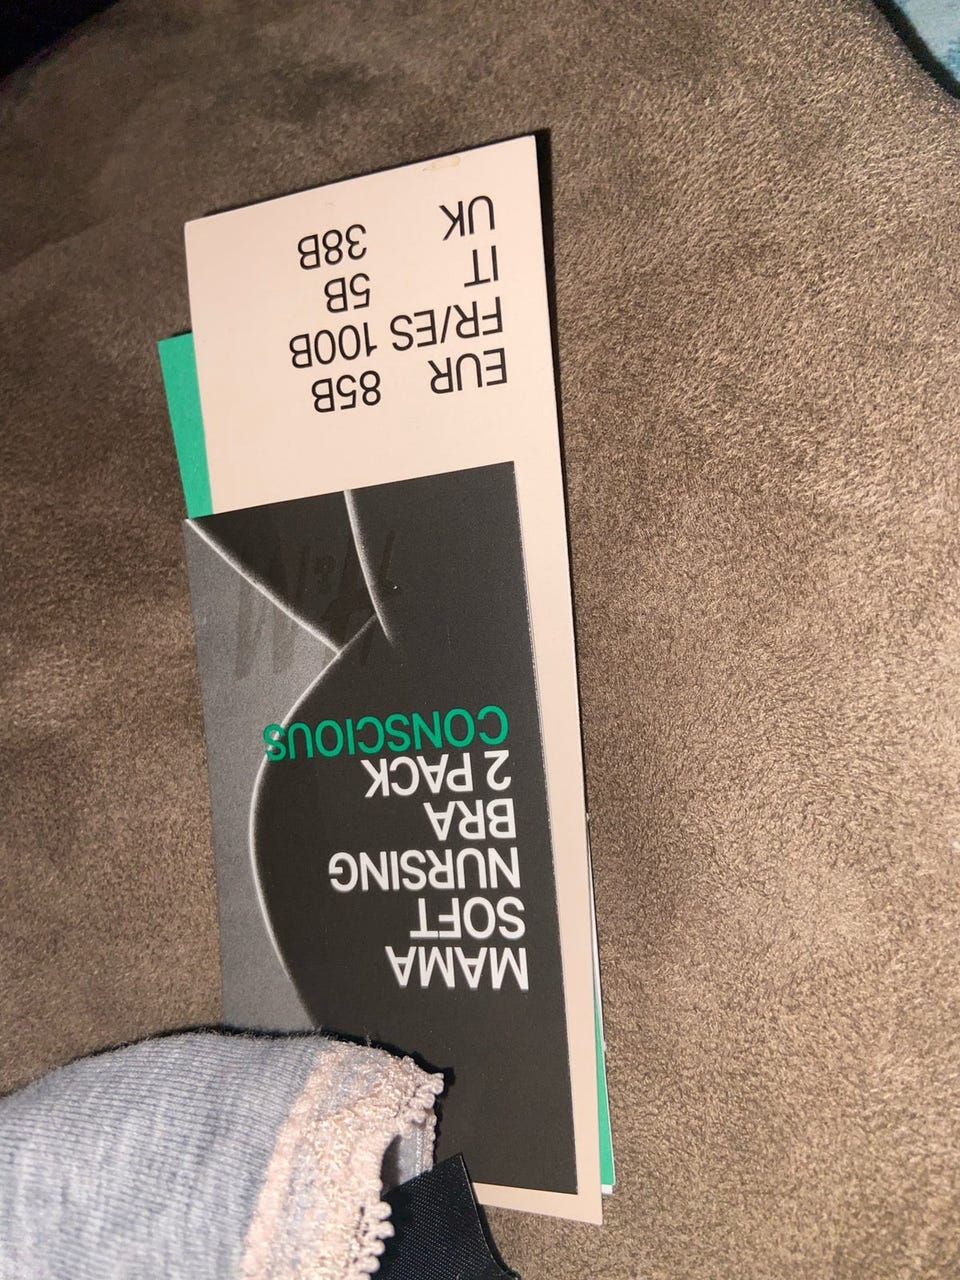 MAMA
SOFT
NURSING
BRA
2 PACK
CONSCIOUS
H&M
EUR 85B
FR/ES 100B
IT 5B
UK 38B